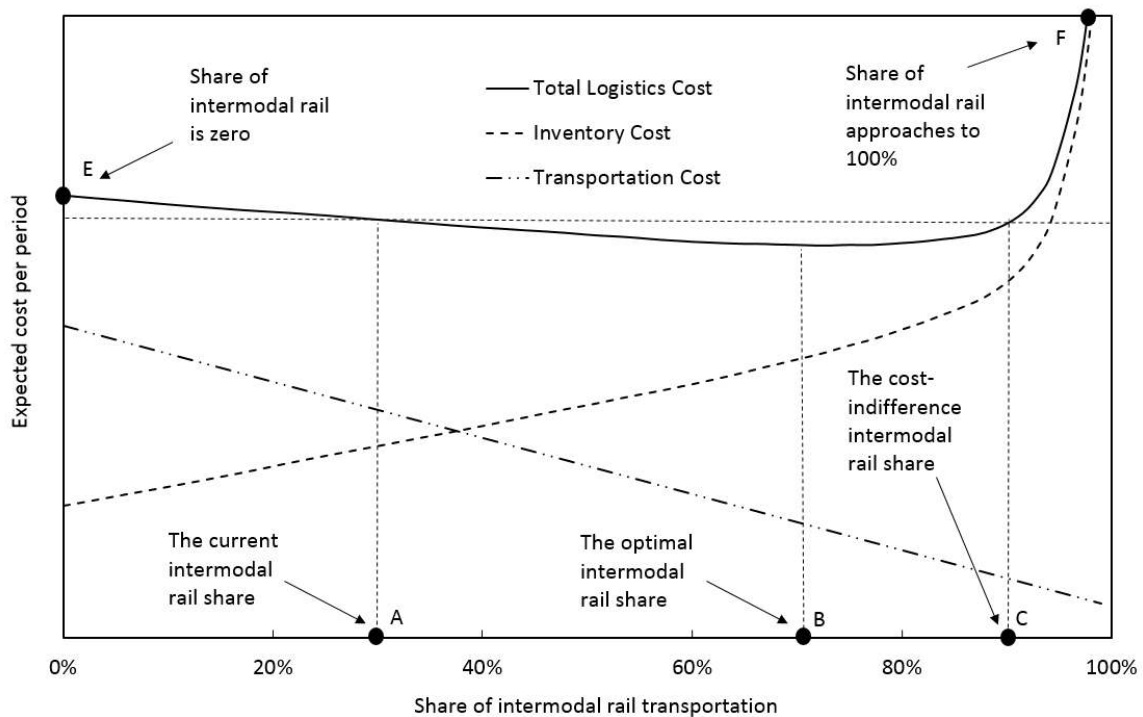 E
Share of
intermodal rail
is zero
Total Logistics Cost
Inventory Cost
Transportation Cost
F
Share of
intermodal rail
approaches to
100%
Expected cost per period
The current
intermodal
rail share
A
The optimal
intermodal
rail share
B
The cost-
indifference
intermodal
rail share
C
0%
20%
40%
60%
80%
100%
Share of intermodal rail transportation